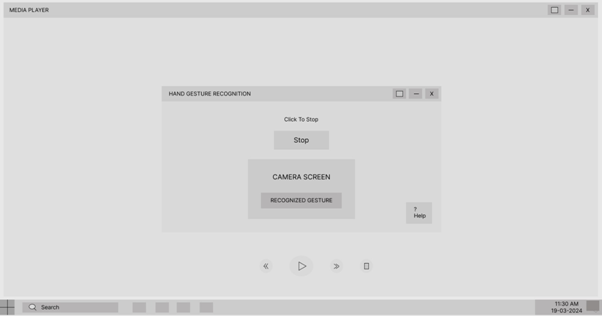 MEDIA PLAYER
X
HAND GESTURE RECOGNITION
X
Click To Stop
Stop
CAMERA SCREEN
RECOGNIZED GESTURE
?
Help
Search
11:30 AM
19-03-2024